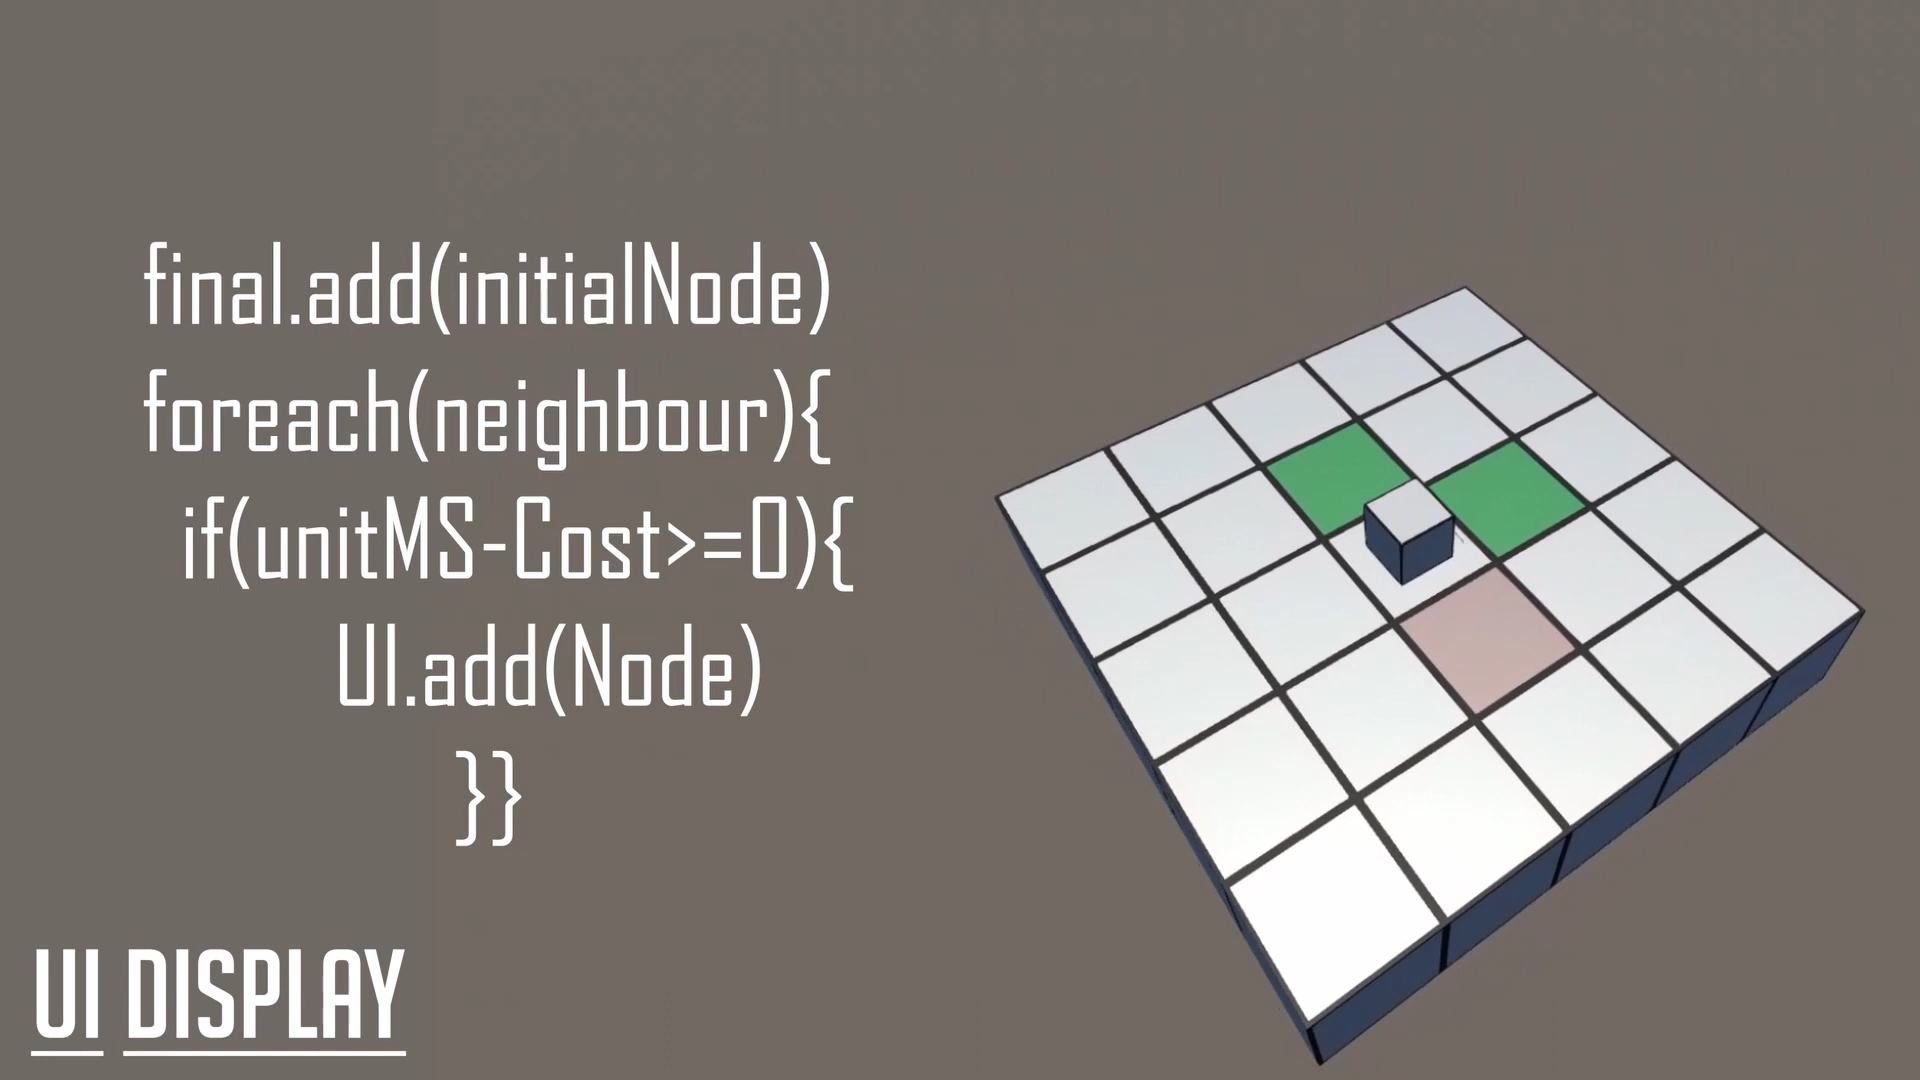 final.add(initialNode)
foreach(neighbour){
if(unitMS-Cost>=0){
UI.add(Node)
}}
UI DISPLAY